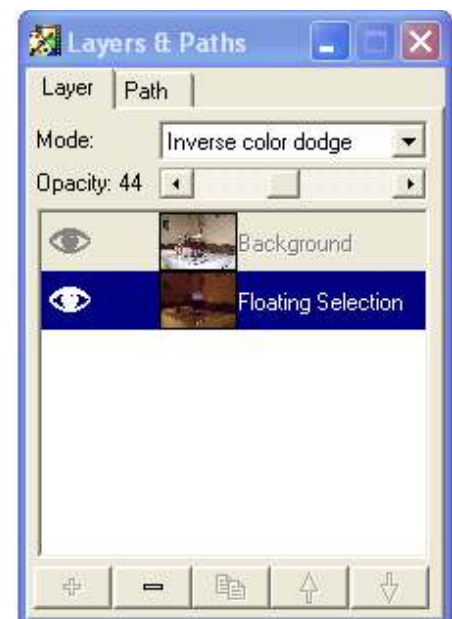 Layers & Paths
Layer Path
Mode: Inverse color dodge
Opacity: 44
Background
Floating Selection